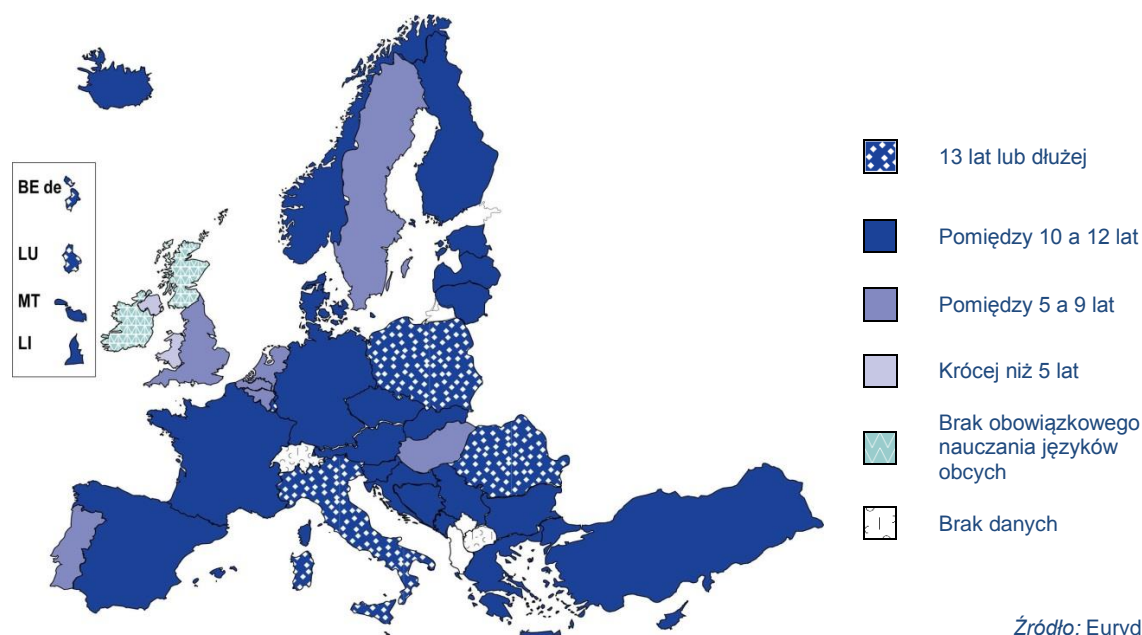 BE de
LU
MT
LI
13 lat lub dłużej
Pomiędzy 10 a 12 lat
Pomiędzy 5 a 9 lat
Krócej niż 5 lat
Brak obowiązkowego
nauczania języków
obcych
Brak danych
Źródło: Euryd